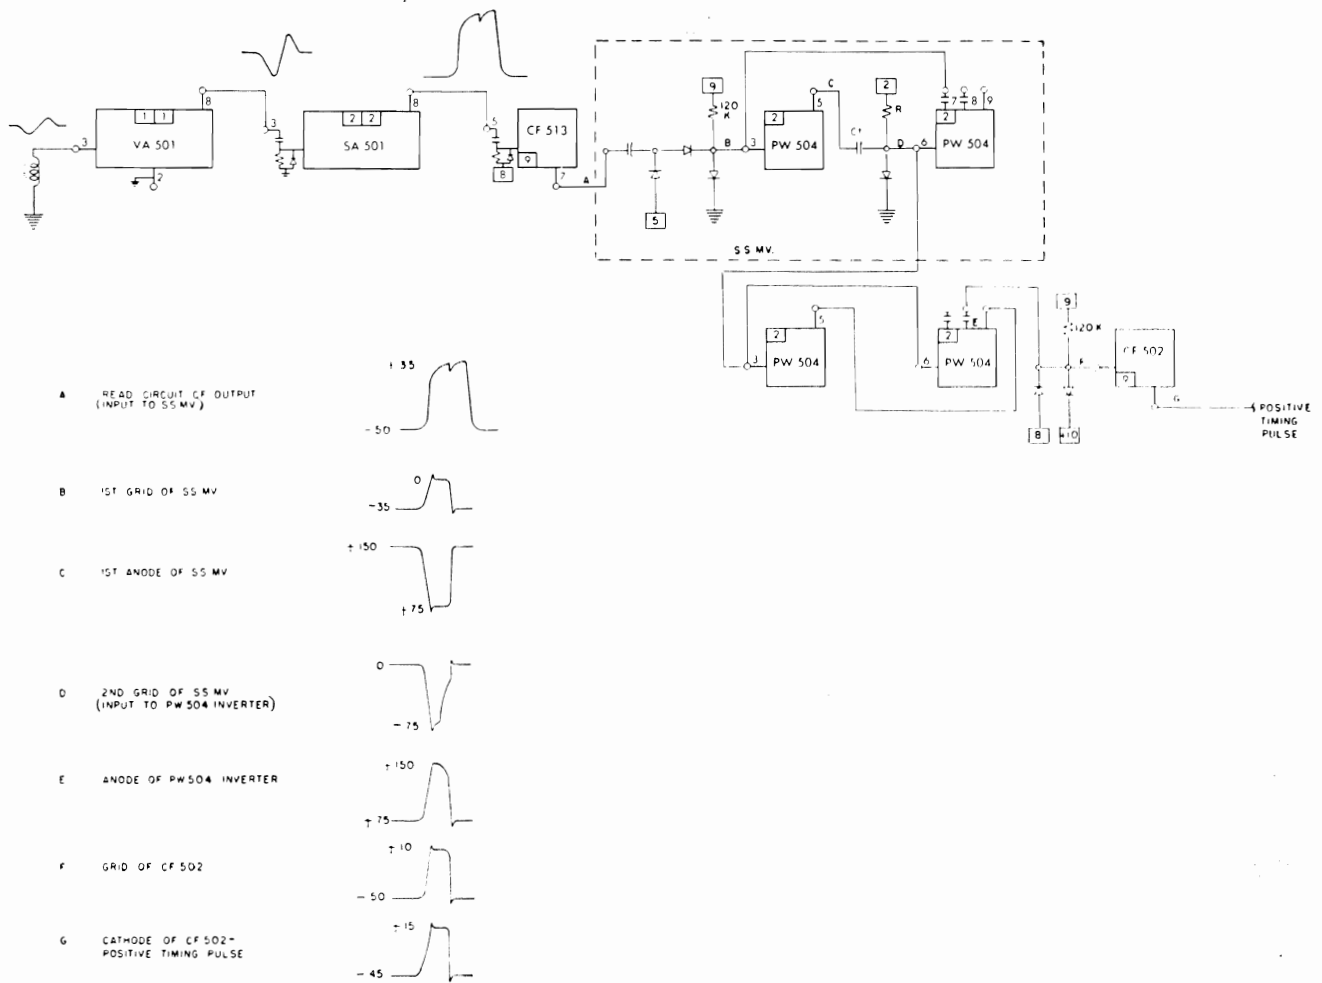 8
3
1 1
VA 501
2
8
3
2 2
SA 501
5
8
CF 513
9
7
A
5
9
120
K
B
3
2
PW 504
5
C
2
R
D
6
2
PW 504
7
8
9
SS MV.
3
2
PW 504
5
6
2
PW 504
E
9
120 K
8
+10
F
CF 502
G
POSITIVE
TIMING
PULSE
A READ CIRCUIT CF OUTPUT
(INPUT TO SS MV)
+ 35
- 50
B 1ST GRID OF SS MV
0
-35
C 1ST ANODE OF SS MV
+ 150
+ 75
D 2ND GRID OF SS MV
(INPUT TO PW 504 INVERTER)
0
- 75
E ANODE OF PW 504 INVERTER
+ 150
+ 75
F GRID OF CF 502
+ 10
- 50
G CATHODE OF CF 502-
POSITIVE TIMING PULSE
+ 15
- 45